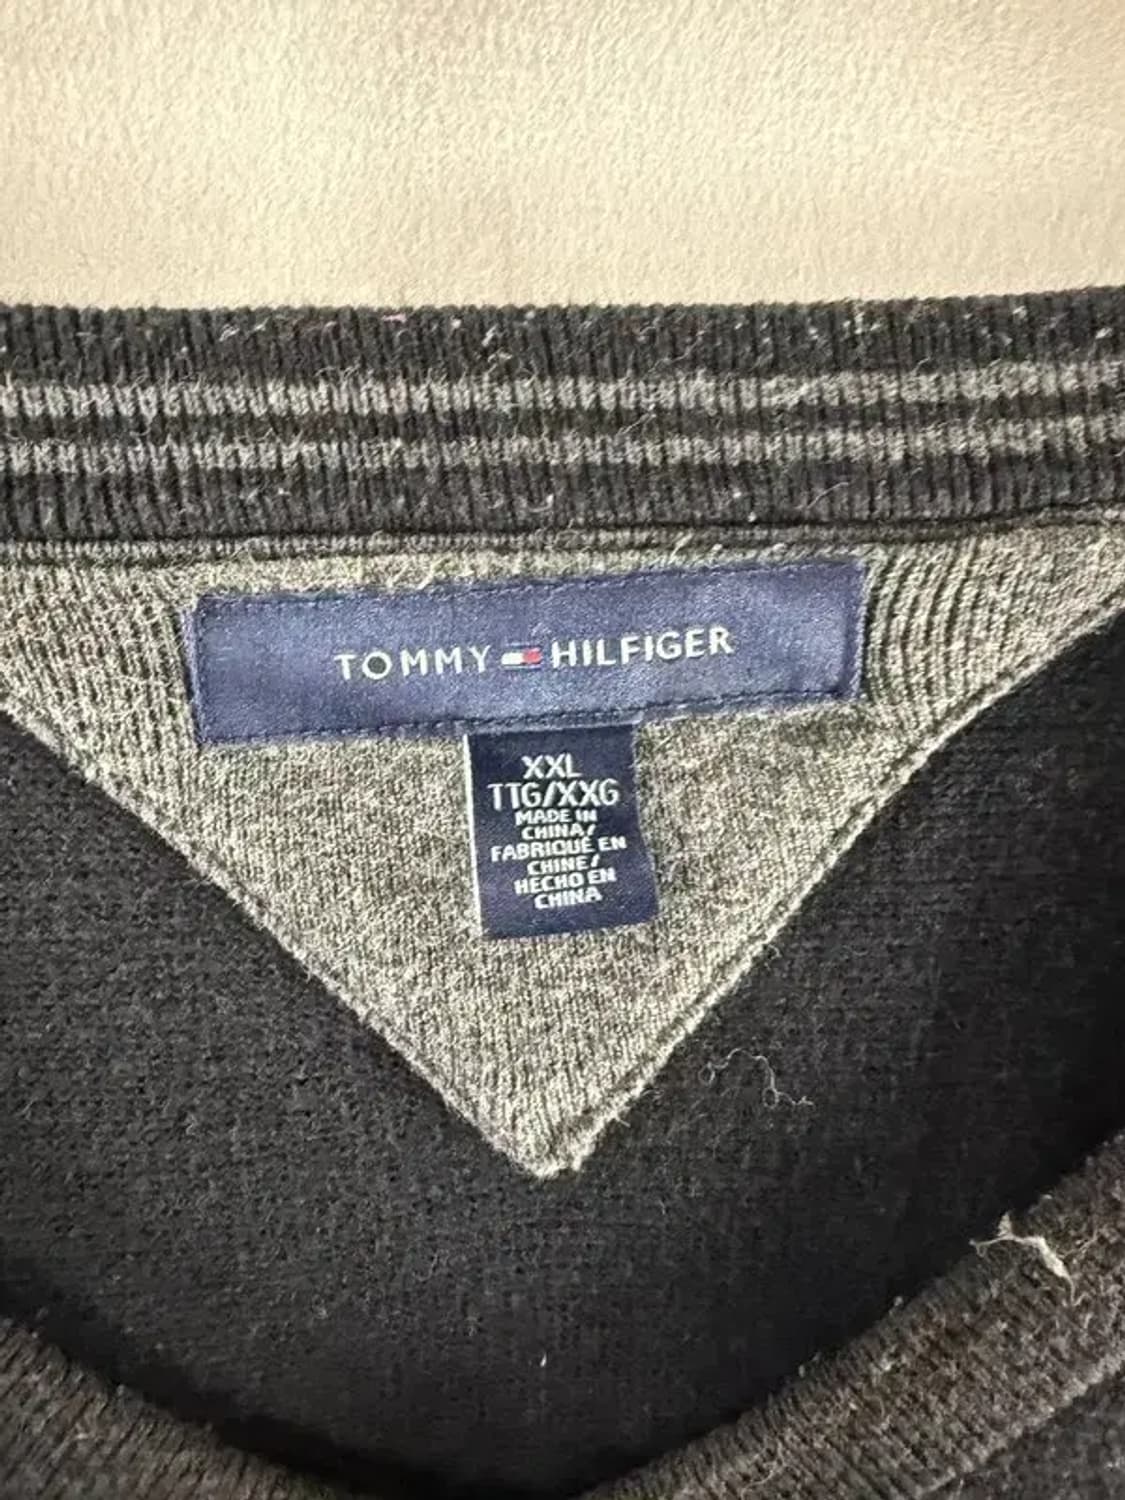 TOMMY HILFIGER
XXL
TTG/XXG
MADE IN
CHINA/
FABRIQUÉ EN
CHINE/
HECHO EN
CHINA